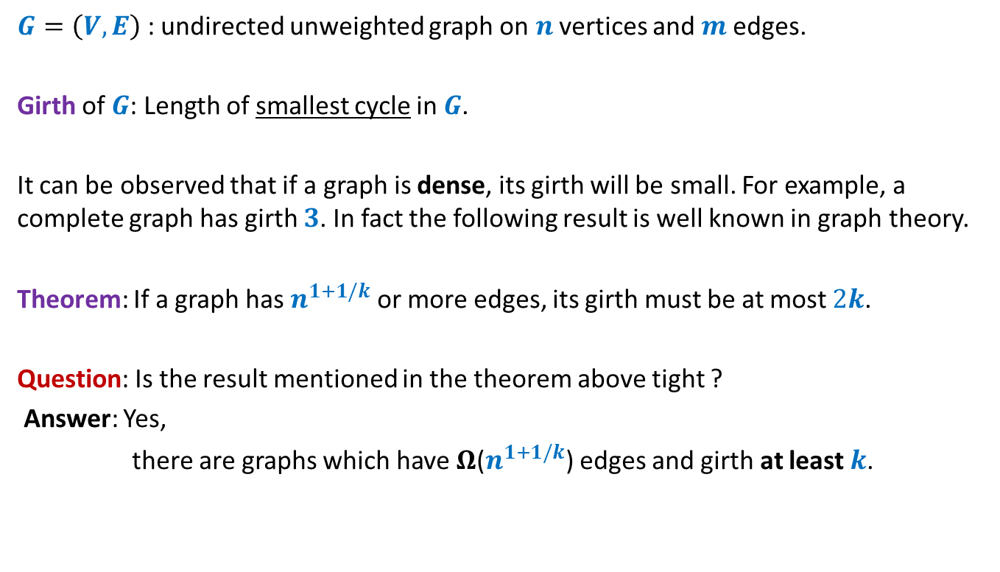 G = (V, E) : undirected unweighted graph on n vertices and m edges.
Girth of G: Length of smallest cycle in G.
It can be observed that if a graph is dense, its girth will be small. For example, a
complete graph has girth 3. In fact the following result is well known in graph theory.
Theorem: If a graph has n^{1+1/k} or more edges, its girth must be at most 2k.
Question: Is the result mentioned in the theorem above tight ?
Answer: Yes,
there are graphs which have Ω(n^{1+1/k}) edges and girth at least k.